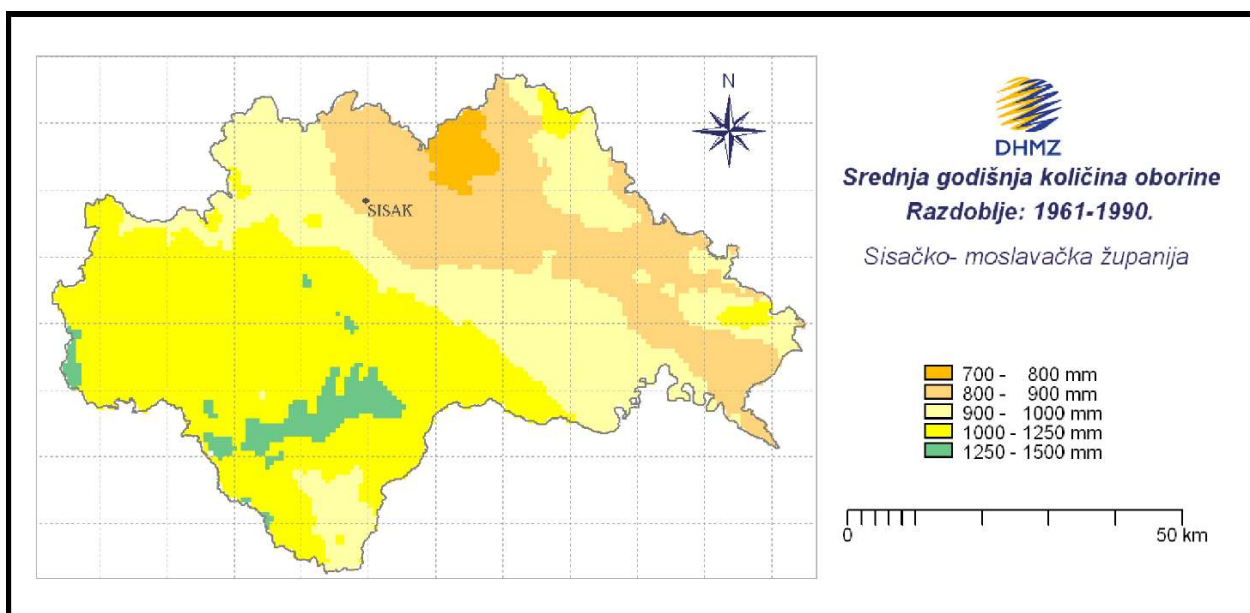 N
SISAK
DHMZ
Srednja godišnja količina oborine
Razdoblje: 1961-1990.
Sisačko- moslavačka županija
700 - 800 mm
800 - 900 mm
900 - 1000 mm
1000 - 1250 mm
1250 - 1500 mm
0 50 km